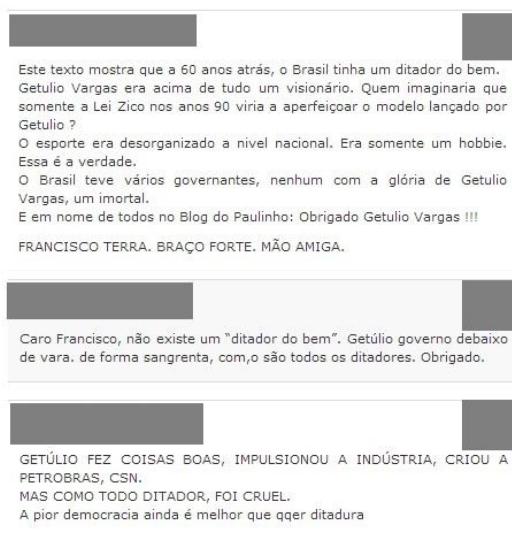 Este texto mostra que a 60 anos atrás, o Brasil tinha um ditador do bem.
Getulio Vargas era acima de tudo um visionário. Quem imaginaria que
somente a Lei Zico nos anos 90 viria a aperfeiçoar o modelo lançado por
Getulio ?
O esporte era desorganizado a nivel nacional. Era somente um hobbie.
Essa é a verdade.
O Brasil teve vários governantes, nenhum com a glória de Getulio
Vargas, um imortal.
E em nome de todos no Blog do Paulinho: Obrigado Getulio Vargas !!!
FRANCISCO TERRA. BRAÇO FORTE. MÃO AMIGA.
Caro Francisco, não existe um "ditador do bem". Getúlio governo debaixo
de vara. de forma sangrenta, com,o são todos os ditadores. Obrigado.
GETÚLIO FEZ COISAS BOAS, IMPULSIONOU A INDÚSTRIA, CRIOU A
PETROBRAS, CSN.
MAS COMO TODO DITADOR, FOI CRUEL.
A pior democracia ainda é melhor que qqer ditadura